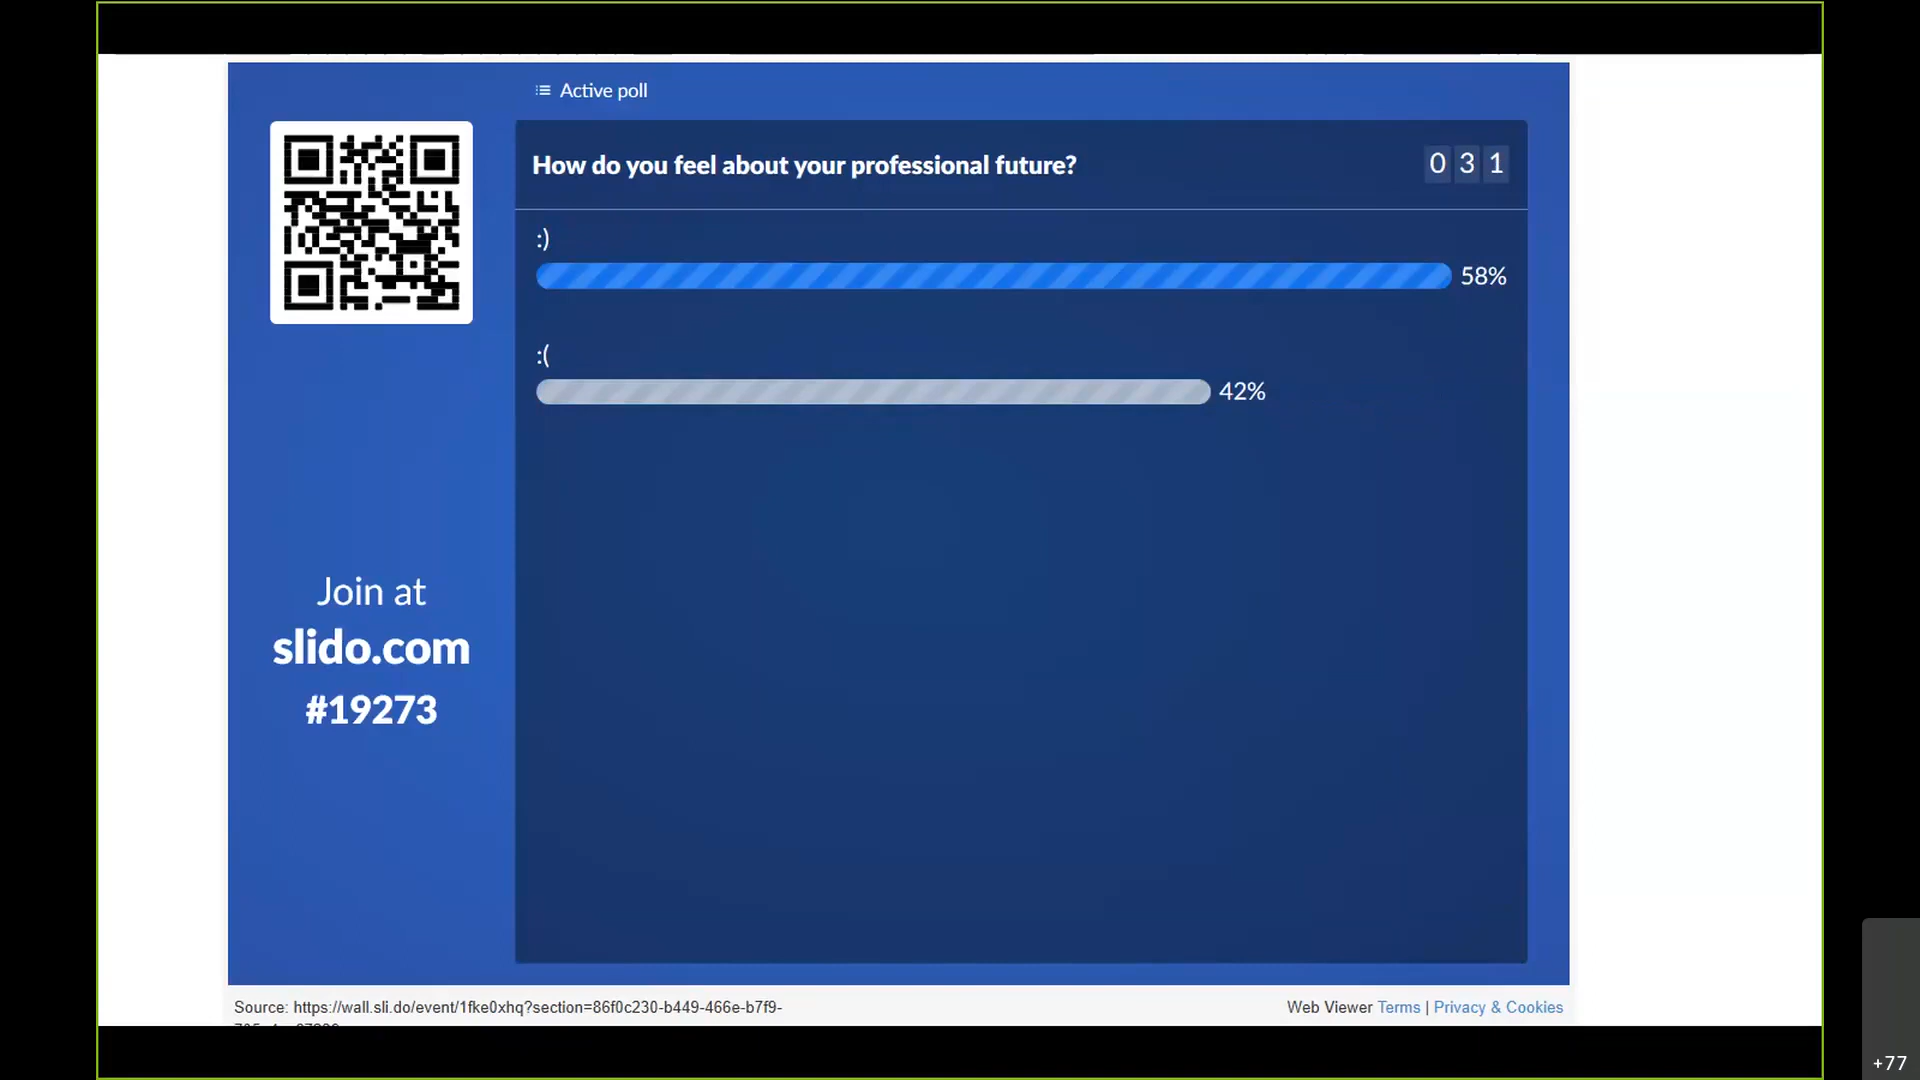 Active poll
How do you feel about your professional future?
0 3 1
:)
58%
:(
42%
Join at
slido.com
#19273
Source: https://wall.sli.do/event/1fke0xhq?section=86f0c230-b449-466e-b7f9-
Web Viewer Terms | Privacy & Cookies
+77